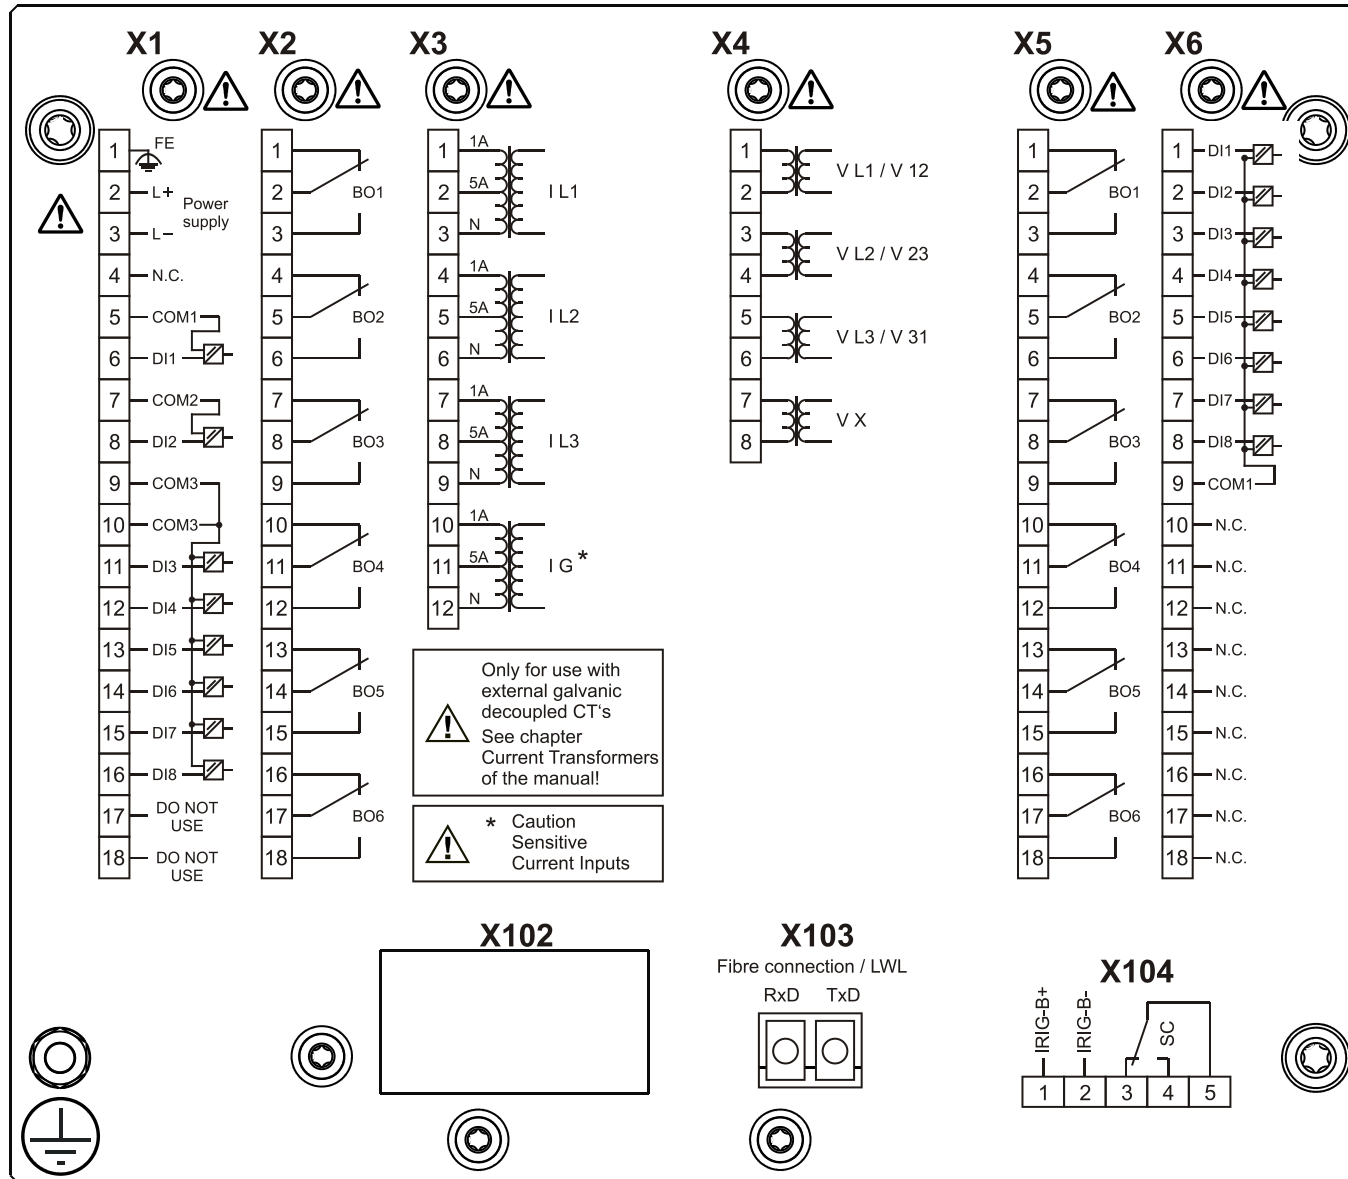 X1
X2
X3
X4
X5
X6
1
FE
2
L+
Power
supply
3
L−
4
N.C.
5
COM1
6
DI1
7
COM2
8
DI2
9
COM3
10
COM3
11
DI3
12
DI4
13
DI5
14
DI6
15
DI7
16
DI8
17
DO NOT
USE
18
DO NOT
USE
1
2
BO1
3
4
5
BO2
6
7
8
BO3
9
10
11
BO4
12
13
14
BO5
15
16
17
BO6
18
1
1A
2
5A
I L1
3
N
4
1A
5
5A
I L2
6
N
7
1A
8
5A
I L3
9
N
10
1A
11
5A
I G *
12
N
Only for use with
external galvanic
decoupled CT‘s
See chapter
Current Transformers
of the manual!
* Caution
Sensitive
Current Inputs
1
V L1 / V 12
2
3
V L2 / V 23
4
5
V L3 / V 31
6
7
V X
8
1
2
BO1
3
4
5
BO2
6
7
8
BO3
9
10
11
BO4
12
13
14
BO5
15
16
17
BO6
18
1
DI1
2
DI2
3
DI3
4
DI4
5
DI5
6
DI6
7
DI7
8
DI8
9
COM1
10
N.C.
11
N.C.
12
N.C.
13
N.C.
14
N.C.
15
N.C.
16
N.C.
17
N.C.
18
N.C.
X102
X103
Fibre connection / LWL
RxD
TxD
X104
IRIG-B+
IRIG-B-
SC
1
2
3
4
5